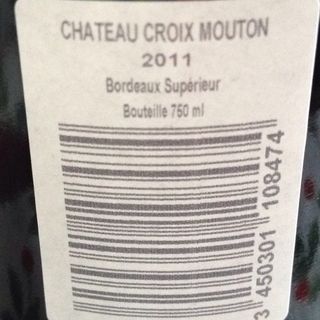 CHATEAU CROIX MOUTON
2011
Bordeaux Supérieur
Bouteille 750 ml
3 450301 108474